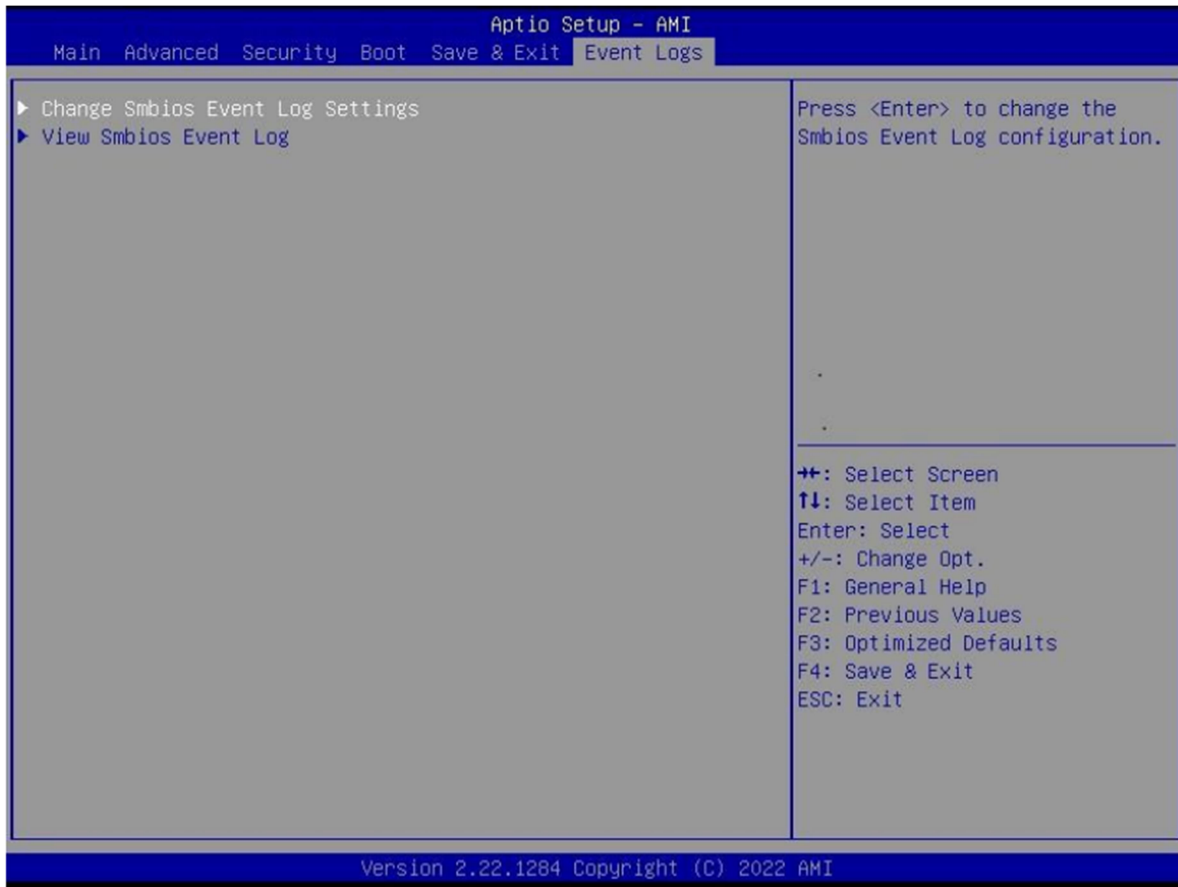 Aptio Setup – AMI
Main Advanced Security Boot Save & Exit Event Logs
▶ Change Smbios Event Log Settings
▶ View Smbios Event Log
Press <Enter> to change the
Smbios Event Log configuration.
→←: Select Screen
↑↓: Select Item
Enter: Select
+/-: Change Opt.
F1: General Help
F2: Previous Values
F3: Optimized Defaults
F4: Save & Exit
ESC: Exit
Version 2.22.1284 Copyright (C) 2022 AMI